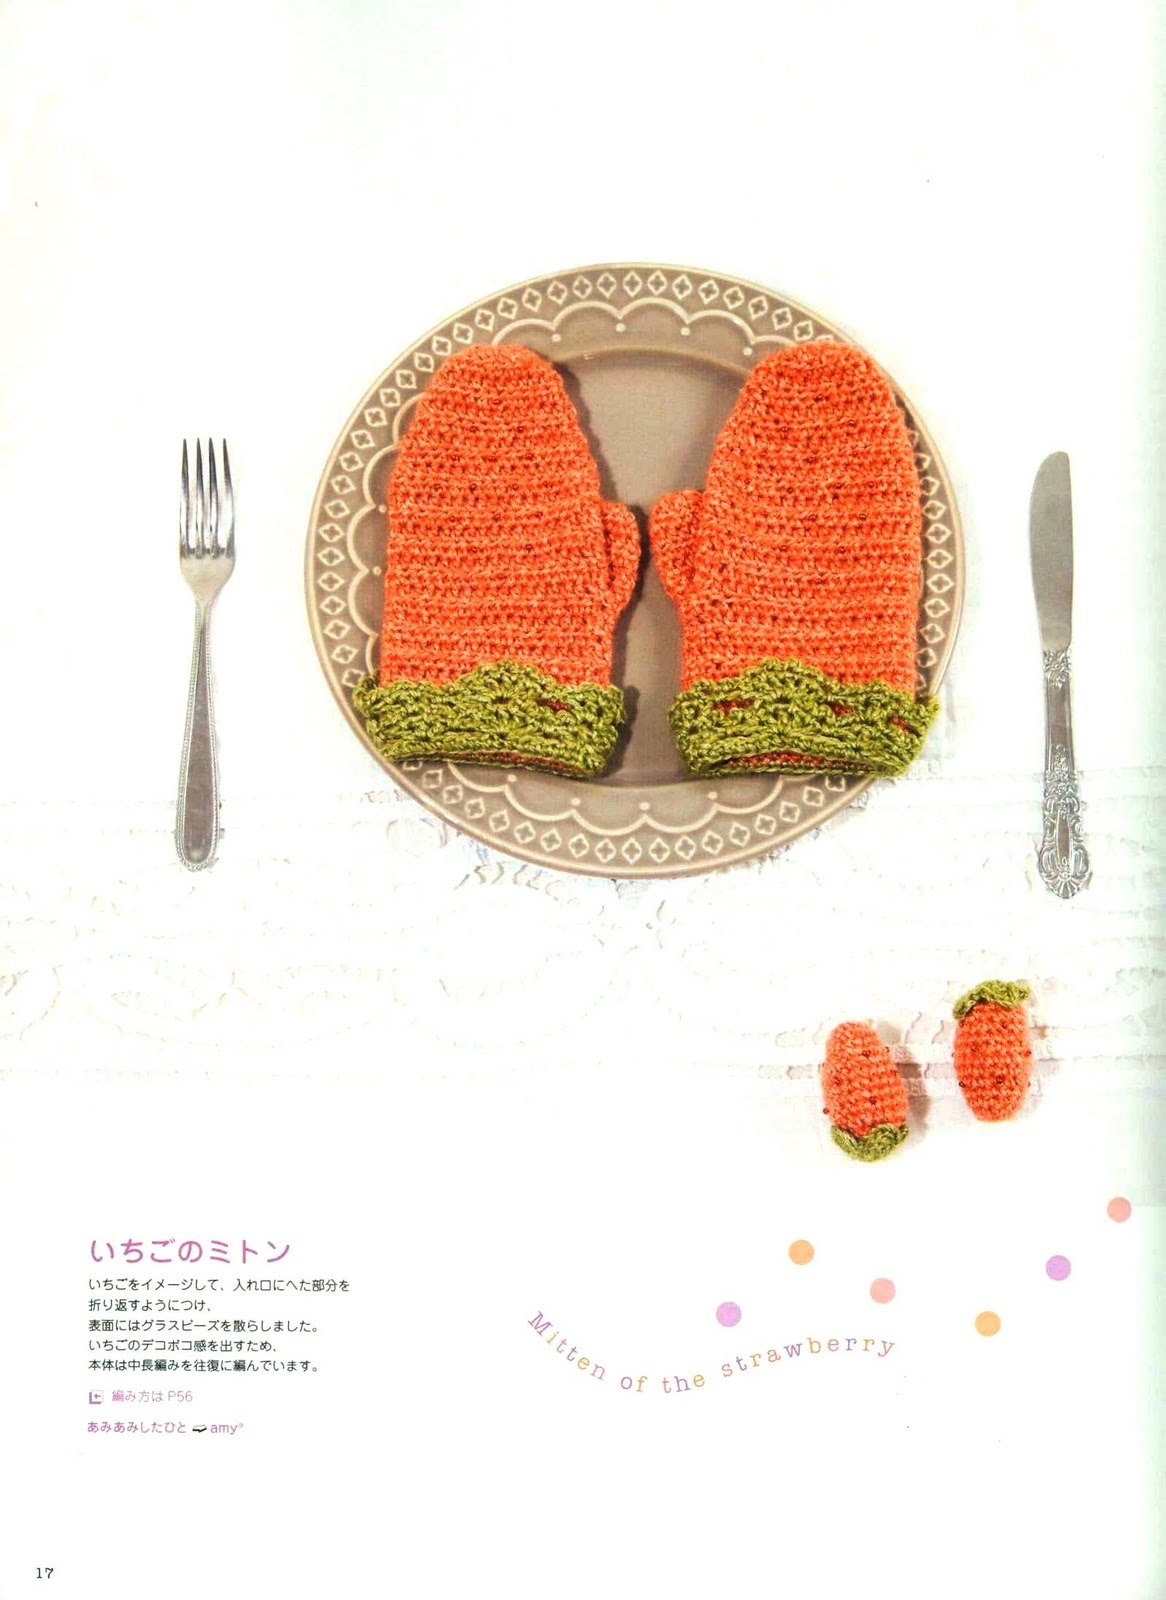 いちごのミトン
いちごをイメージして、入れ口にへた部分を
折り返すようにつけ、
表面にはグラスビーズを散らしました。
いちごのデコボコ感を出すため、
本体は中長編みを往復に編んでいます。
編み方は P56
あみあみしたひと amy*
Mitten of the strawberry
17